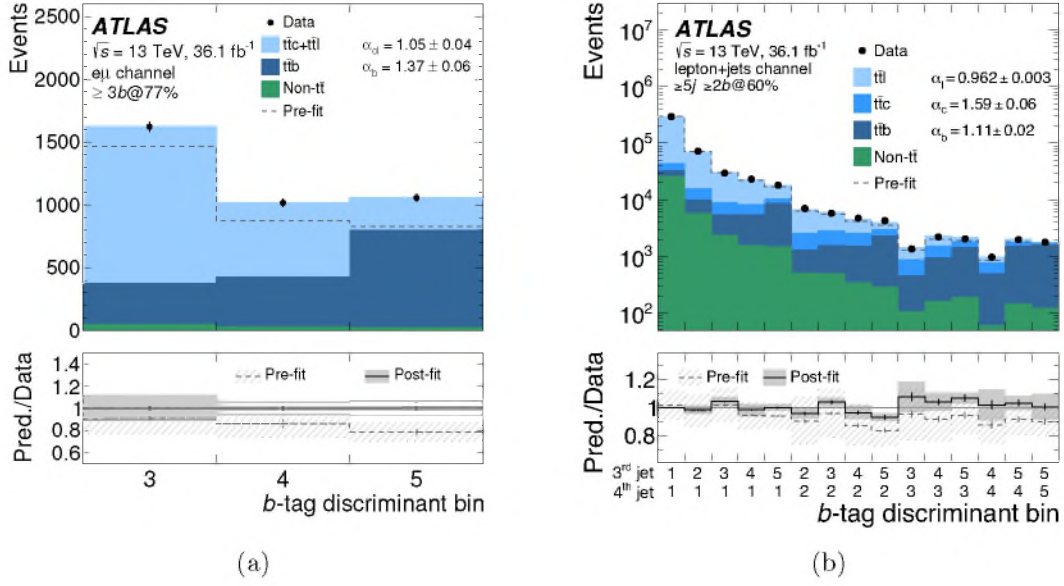 Events
2500
2000
1500
1000
500
0
ATLAS
√s = 13 TeV, 36.1 fb⁻¹
eμ channel
≥ 3b@77%
Data
tt̄c+tt̄l
tt̄b
Non-tt̄
Pre-fit
α_cl = 1.05 ± 0.04
α_b = 1.37 ± 0.06
Pred./Data
1.4
1.2
1
0.8
0.6
Pre-fit
Post-fit
3 4 5
b-tag discriminant bin
(a)
Events
10⁷
10⁶
10⁵
10⁴
10³
10²
ATLAS
√s = 13 TeV, 36.1 fb⁻¹
lepton+jets channel
≥5j ≥2b@60%
Data
tt̄l
tt̄c
tt̄b
Non-tt̄
Pre-fit
α_l = 0.962 ± 0.003
α_c = 1.59 ± 0.06
α_b = 1.11 ± 0.02
Pred./Data
1.2
1
0.8
Pre-fit
Post-fit
3ʳᵈ jet 1 2 3 4 5 2 3 4 5 3 4 5 4 5 5
4ᵗʰ jet 1 1 1 1 1 2 2 2 2 3 3 3 4 4 5
b-tag discriminant bin
(b)